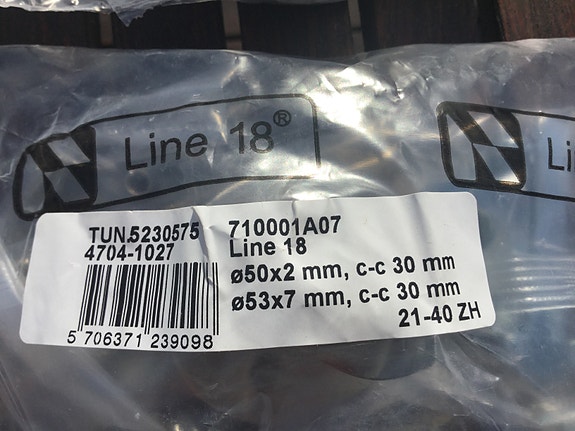 Line 18®
Li
TUN.5230575 710001A07
4704-1027 Line 18
ø50x2 mm, c-c 30 mm
ø53x7 mm, c-c 30 mm
21-40 ZH
5 706371 239098